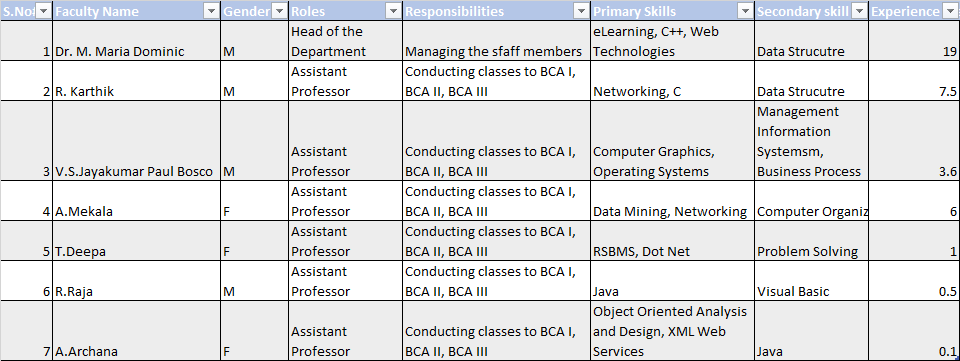 S.No Faculty Name Gender Roles Responsibilities Primary Skills Secondary skill Experience
1 Dr. M. Maria Dominic M Head of the Department Managing the sfaff members eLearning, C++, Web Technologies Data Strucutre 19
2 R. Karthik M Assistant Professor Conducting classes to BCA I, BCA II, BCA III Networking, C Data Strucutre 7.5
3 V.S.Jayakumar Paul Bosco M Assistant Professor Conducting classes to BCA I, BCA II, BCA III Computer Graphics, Operating Systems Management Information Systemsm, Business Process 3.6
4 A.Mekala F Assistant Professor Conducting classes to BCA I, BCA II, BCA III Data Mining, Networking Computer Organiz 6
5 T.Deepa F Assistant Professor Conducting classes to BCA I, BCA II, BCA III RSBMS, Dot Net Problem Solving 1
6 R.Raja M Assistant Professor Conducting classes to BCA I, BCA II, BCA III Java Visual Basic 0.5
7 A.Archana F Assistant Professor Conducting classes to BCA I, BCA II, BCA III Object Oriented Analysis and Design, XML Web Services Java 0.1